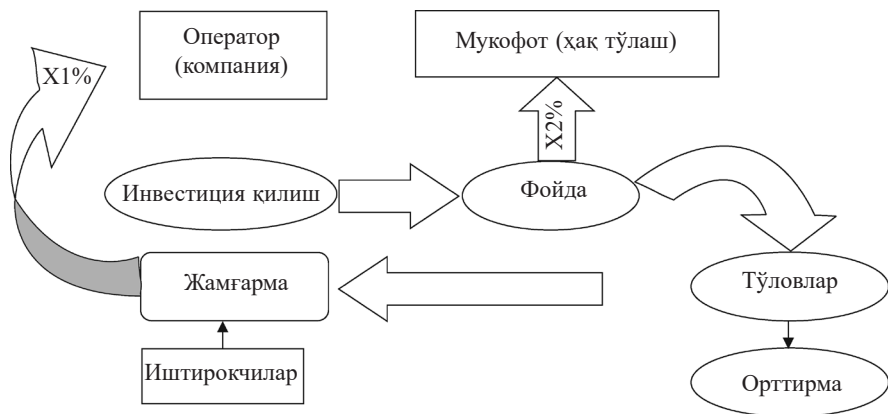 Оператор
(компания)
Мукофот (ҳақ тўлаш)
X1%
X2%
Инвестиция қилиш
Фойда
Жамғарма
Тўловлар
Иштирокчилар
Орттирма